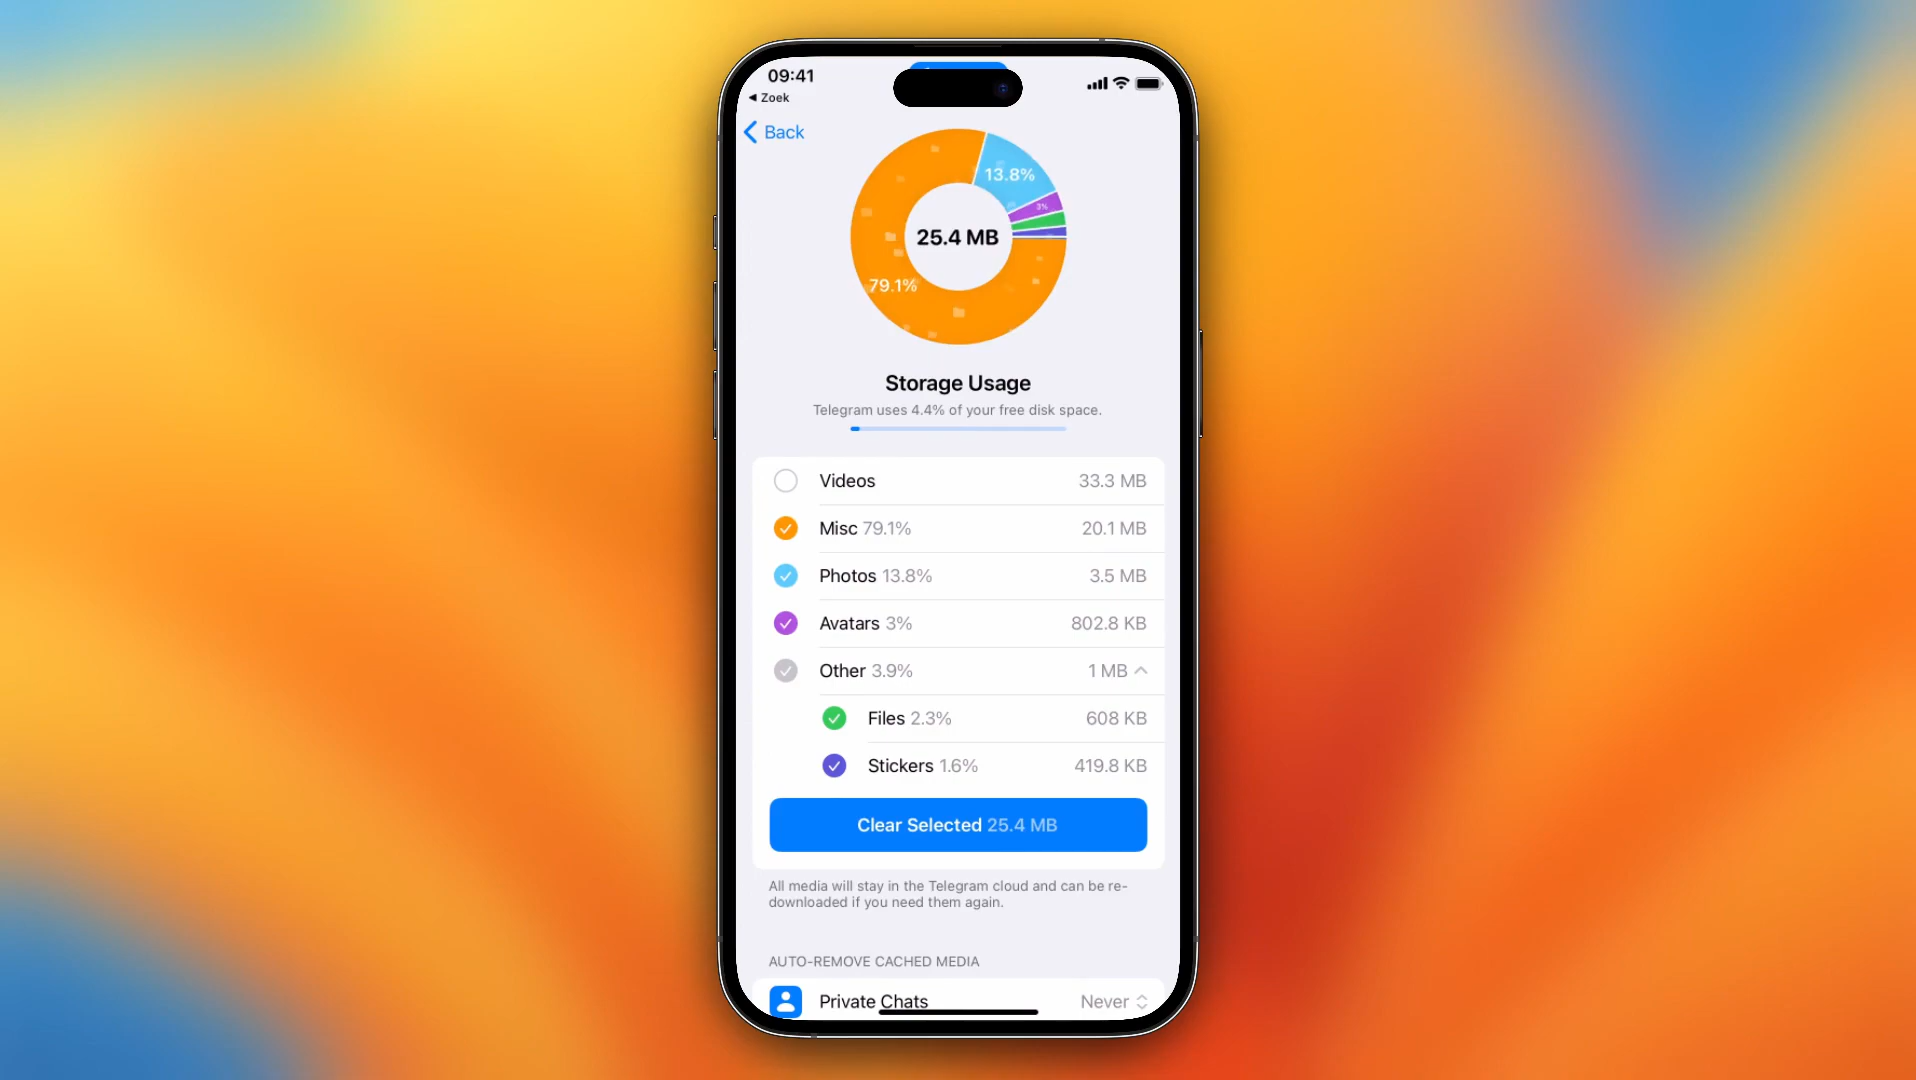 09:41
◀ Zoek
Back
13.8%
3%
25.4 MB
79.1%
Storage Usage
Telegram uses 4.4% of your free disk space.
Videos 33.3 MB
Misc 79.1% 20.1 MB
Photos 13.8% 3.5 MB
Avatars 3% 802.8 KB
Other 3.9% 1 MB
Files 2.3% 608 KB
Stickers 1.6% 419.8 KB
Clear Selected 25.4 MB
All media will stay in the Telegram cloud and can be re-
downloaded if you need them again.
AUTO-REMOVE CACHED MEDIA
Private Chats Never